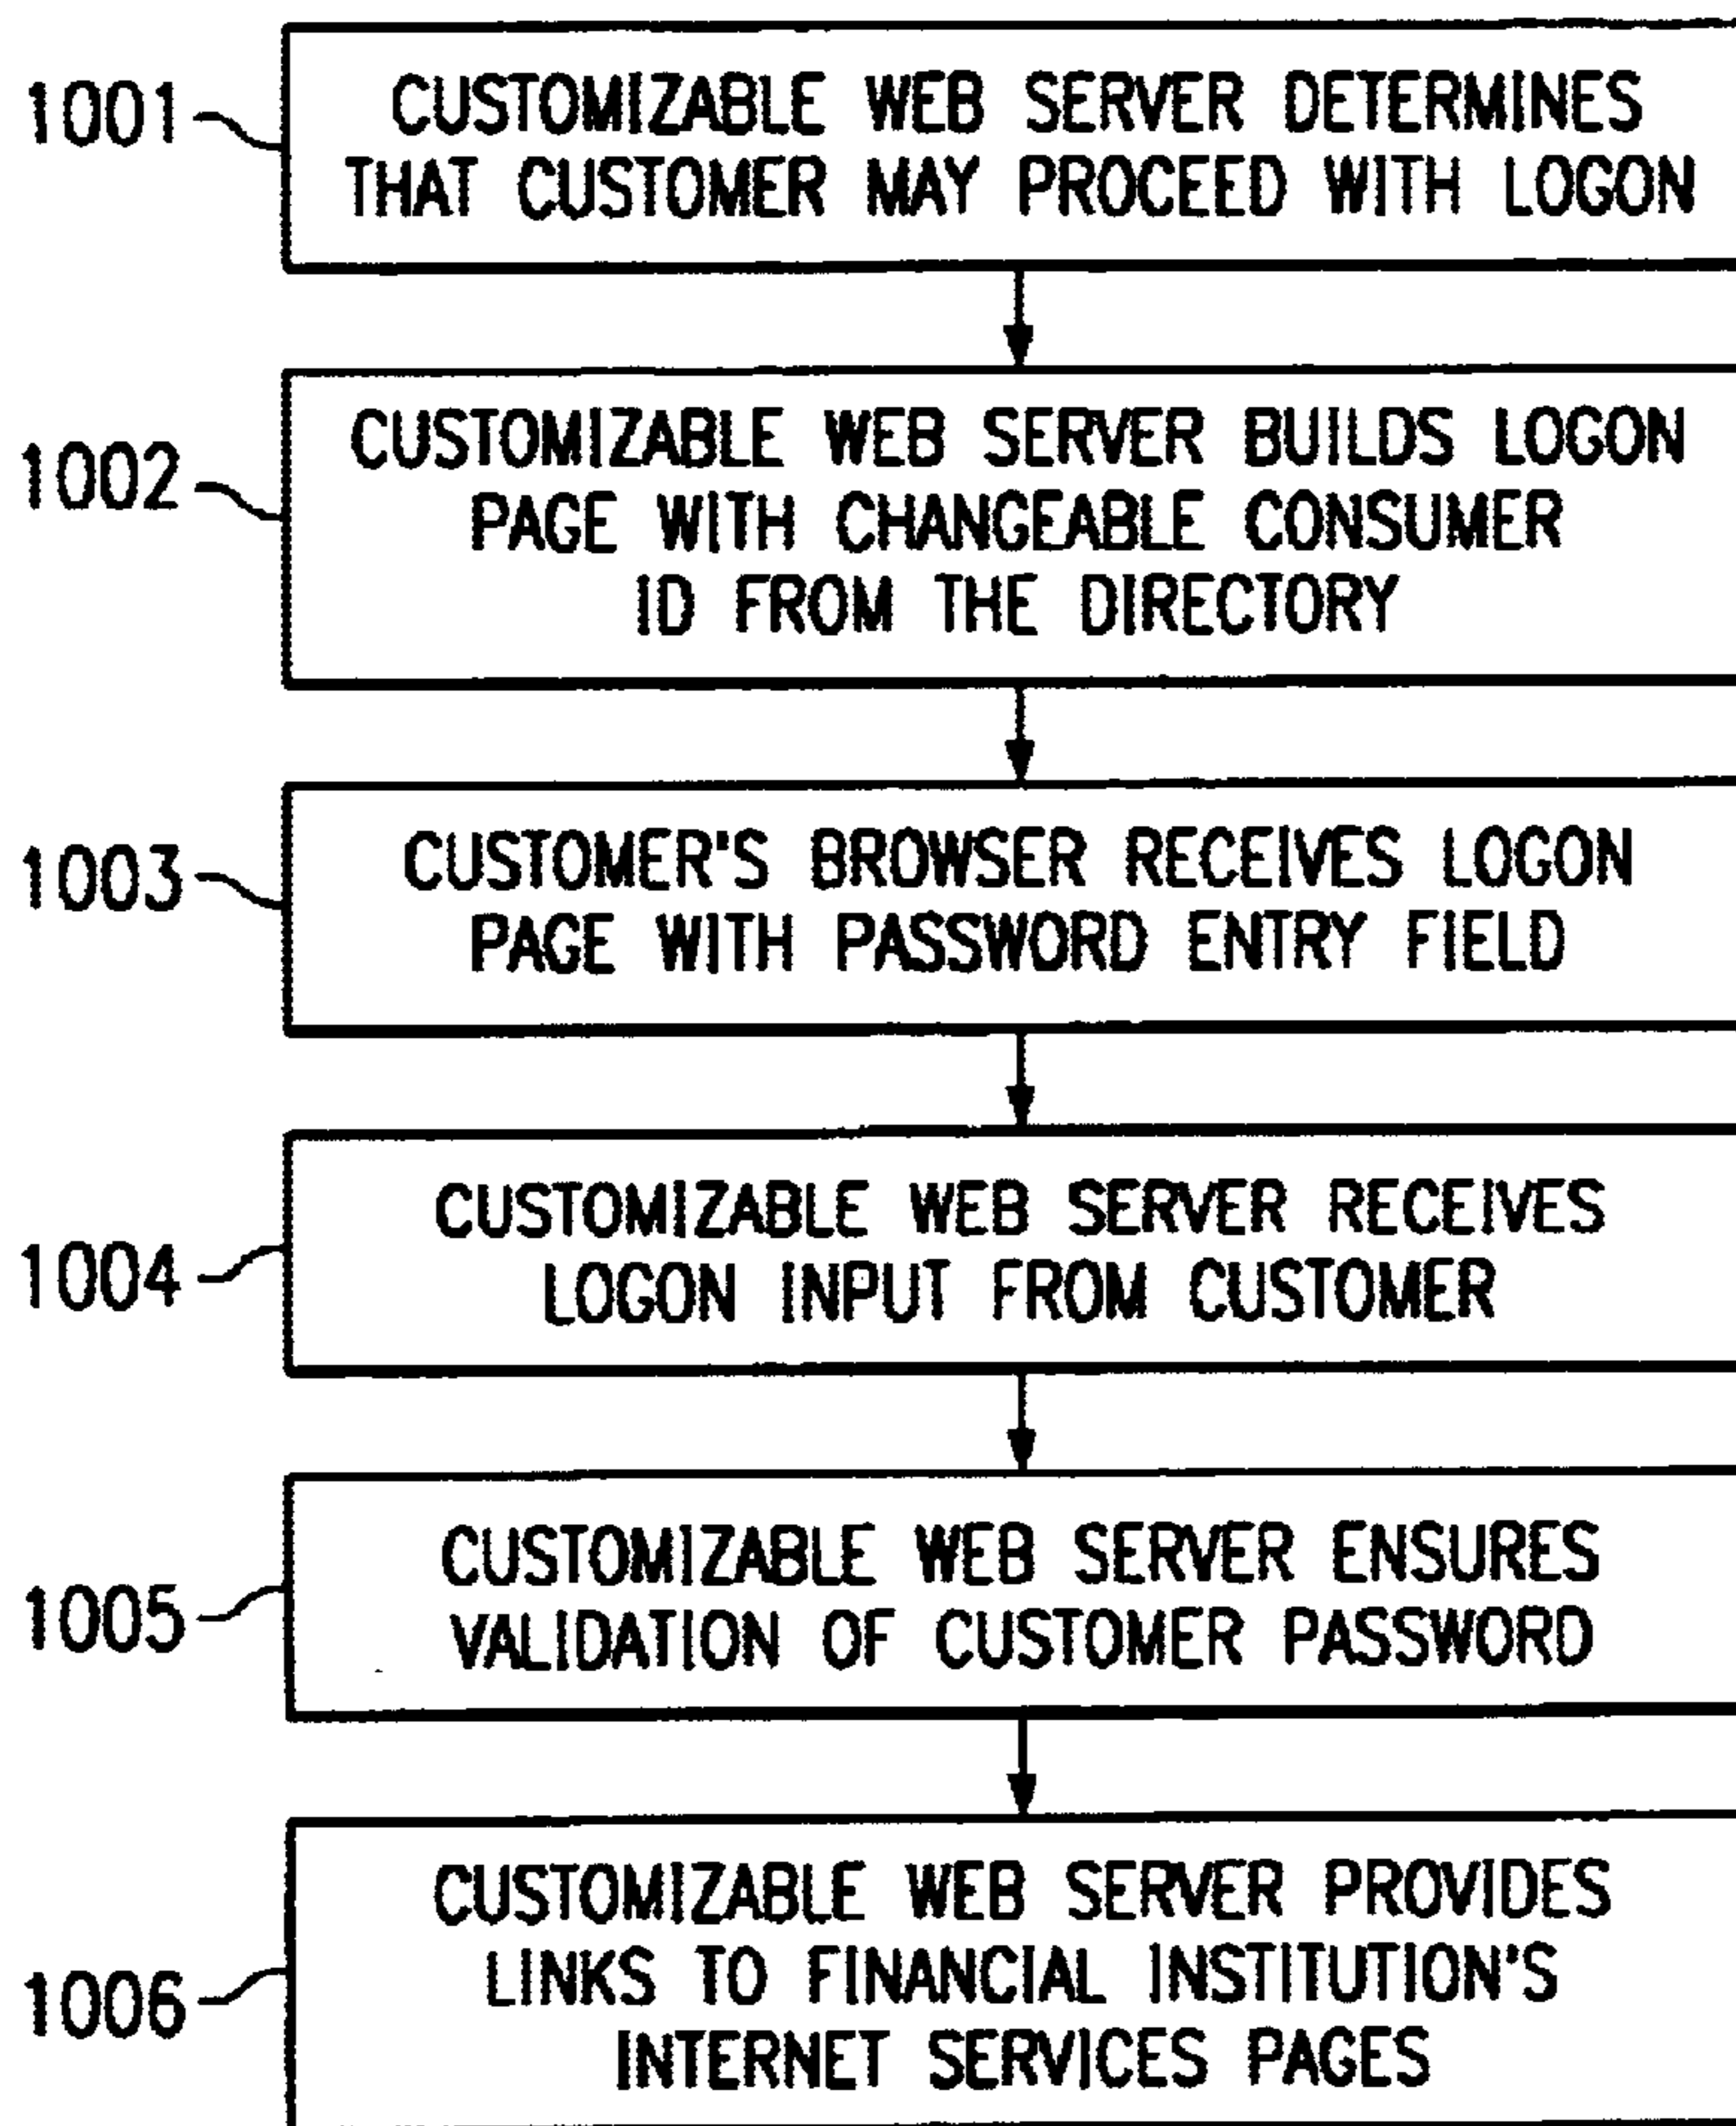 1001
CUSTOMIZABLE WEB SERVER DETERMINES
THAT CUSTOMER MAY PROCEED WITH LOGON
1002
CUSTOMIZABLE WEB SERVER BUILDS LOGON
PAGE WITH CHANGEABLE CONSUMER
ID FROM THE DIRECTORY
1003
CUSTOMER'S BROWSER RECEIVES LOGON
PAGE WITH PASSWORD ENTRY FIELD
1004
CUSTOMIZABLE WEB SERVER RECEIVES
LOGON INPUT FROM CUSTOMER
1005
CUSTOMIZABLE WEB SERVER ENSURES
VALIDATION OF CUSTOMER PASSWORD
1006
CUSTOMIZABLE WEB SERVER PROVIDES
LINKS TO FINANCIAL INSTITUTION'S
INTERNET SERVICES PAGES